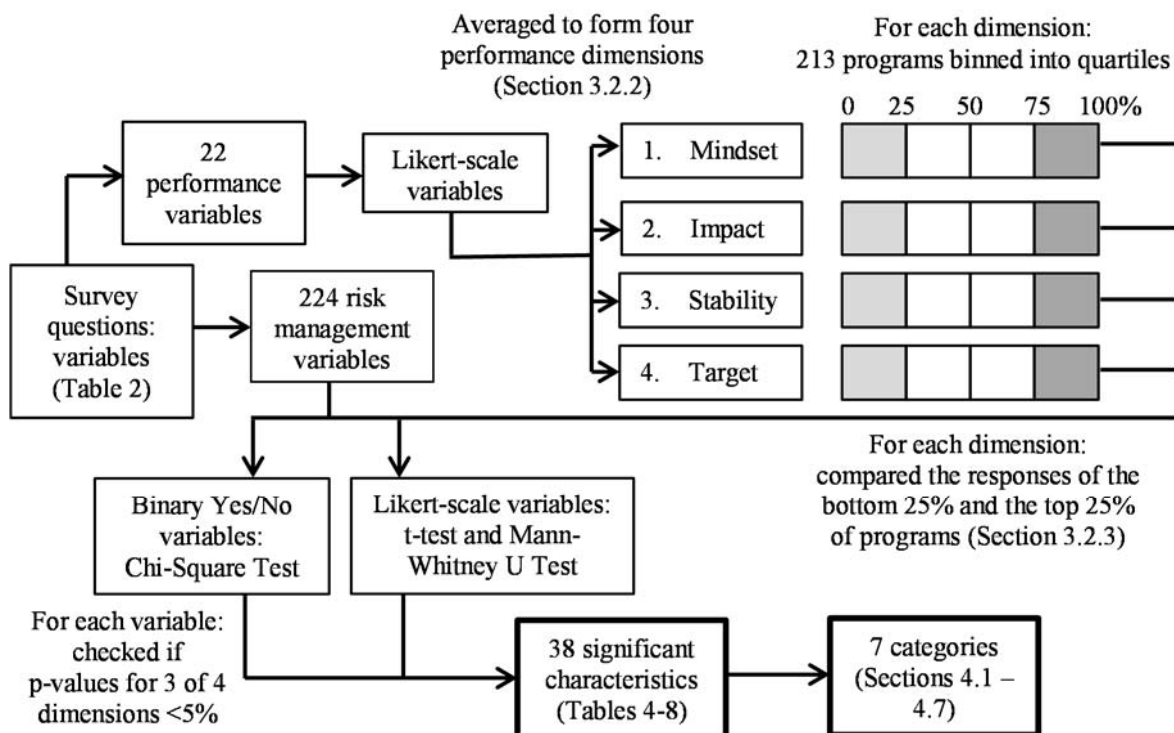 Averaged to form four
performance dimensions
(Section 3.2.2)
For each dimension:
213 programs binned into quartiles
0 25 50 75 100%
22
performance
variables
Likert-scale
variables
1. Mindset
2. Impact
3. Stability
4. Target
Survey
questions:
variables
(Table 2)
224 risk
management
variables
For each dimension:
compared the responses of the
bottom 25% and the top 25%
of programs (Section 3.2.3)
Binary Yes/No
variables:
Chi-Square Test
Likert-scale variables:
t-test and Mann-
Whitney U Test
For each variable:
checked if
p-values for 3 of 4
dimensions <5%
38 significant
characteristics
(Tables 4-8)
7 categories
(Sections 4.1 –
4.7)